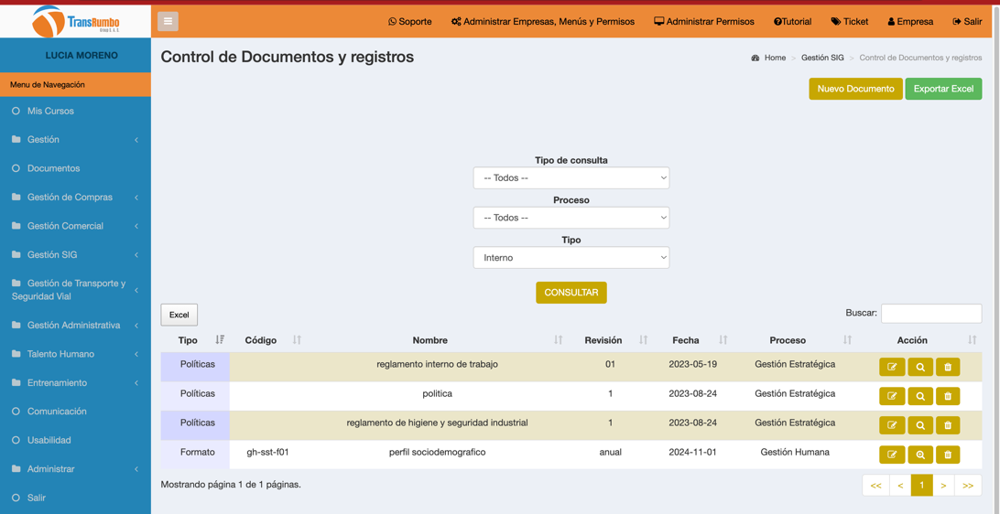 TransRumbo
Soporte Administrar Empresas, Menús y Permisos Administrar Permisos Tutorial Ticket Empresa Salir
LUCIA MORENO
Menu de Navegación
Mis Cursos
Gestión
Documentos
Gestión de Compras
Gestión Comercial
Gestión SIG
Gestión de Transporte y
Seguridad Vial
Gestión Administrativa
Talento Humano
Entrenamiento
Comunicación
Usabilidad
Administrar
Salir
Control de Documentos y registros
Home > Gestión SIG > Control de Documentos y registros
Nuevo Documento Exportar Excel
Tipo de consulta
-- Todos --
Proceso
-- Todos --
Tipo
Interno
CONSULTAR
Excel
Buscar:
Tipo Código Nombre Revisión Fecha Proceso Acción
Políticas reglamento interno de trabajo 01 2023-05-19 Gestión Estratégica
Políticas politica 1 2023-08-24 Gestión Estratégica
Políticas reglamento de higiene y seguridad industrial 1 2023-08-24 Gestión Estratégica
Formato gh-sst-f01 perfil sociodemografico anual 2024-11-01 Gestión Humana
Mostrando página 1 de 1 páginas.
<< < 1 > >>